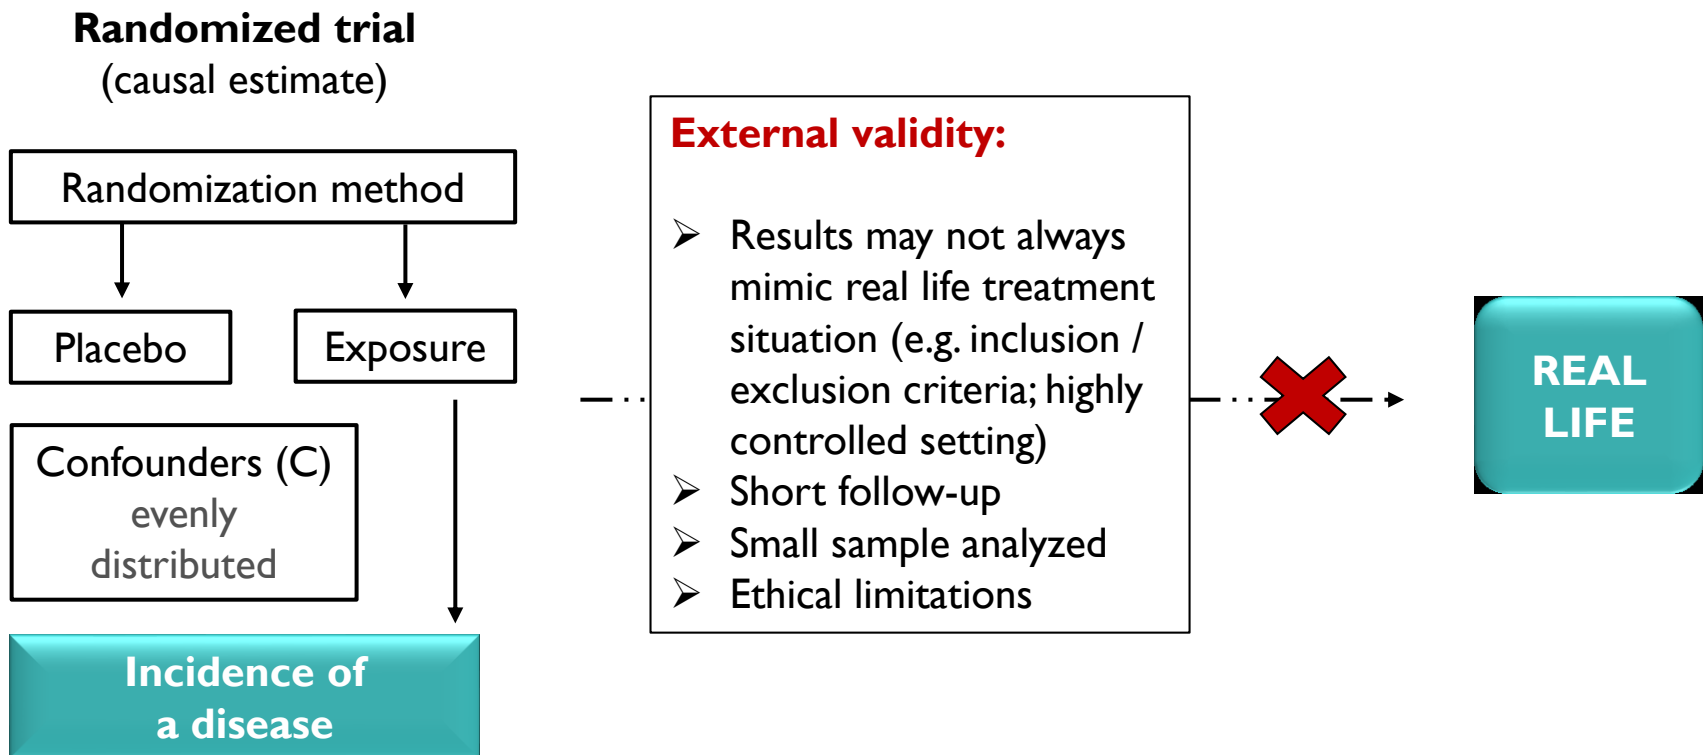 Randomized trial
(causal estimate)
Randomization method
Placebo
Exposure
Confounders (C)
evenly
distributed
Incidence of
a disease
External validity:
➤ Results may not always
mimic real life treatment
situation (e.g. inclusion /
exclusion criteria; highly
controlled setting)
➤ Short follow-up
➤ Small sample analyzed
➤ Ethical limitations
REAL
LIFE